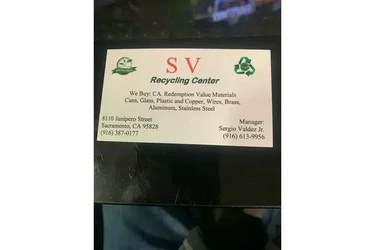 S V
Recycling Center
We Buy: CA. Redemption Value Materials
Cans, Glass, Plastic and Copper, Wires, Brass,
Aluminum, Stainless Steel
8110 Junipero Street
Sacramento, CA 95828
(916) 387-0177
Manager:
Sergio Valdez Jr.
(916) 613-9956